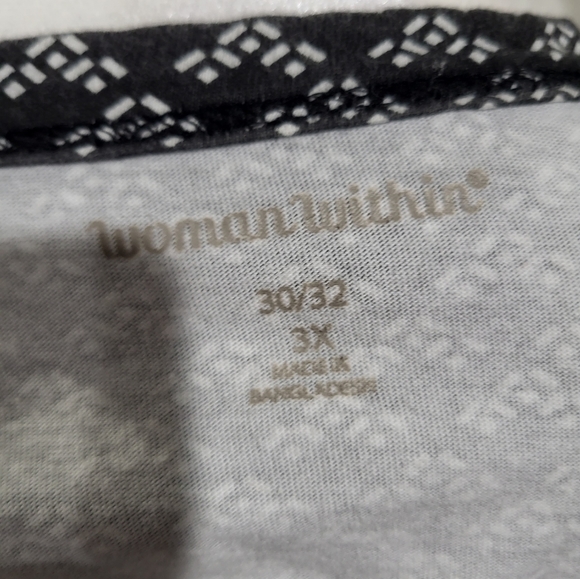 Woman Within®
30/32
3X
MADE IN
BANGLADESH